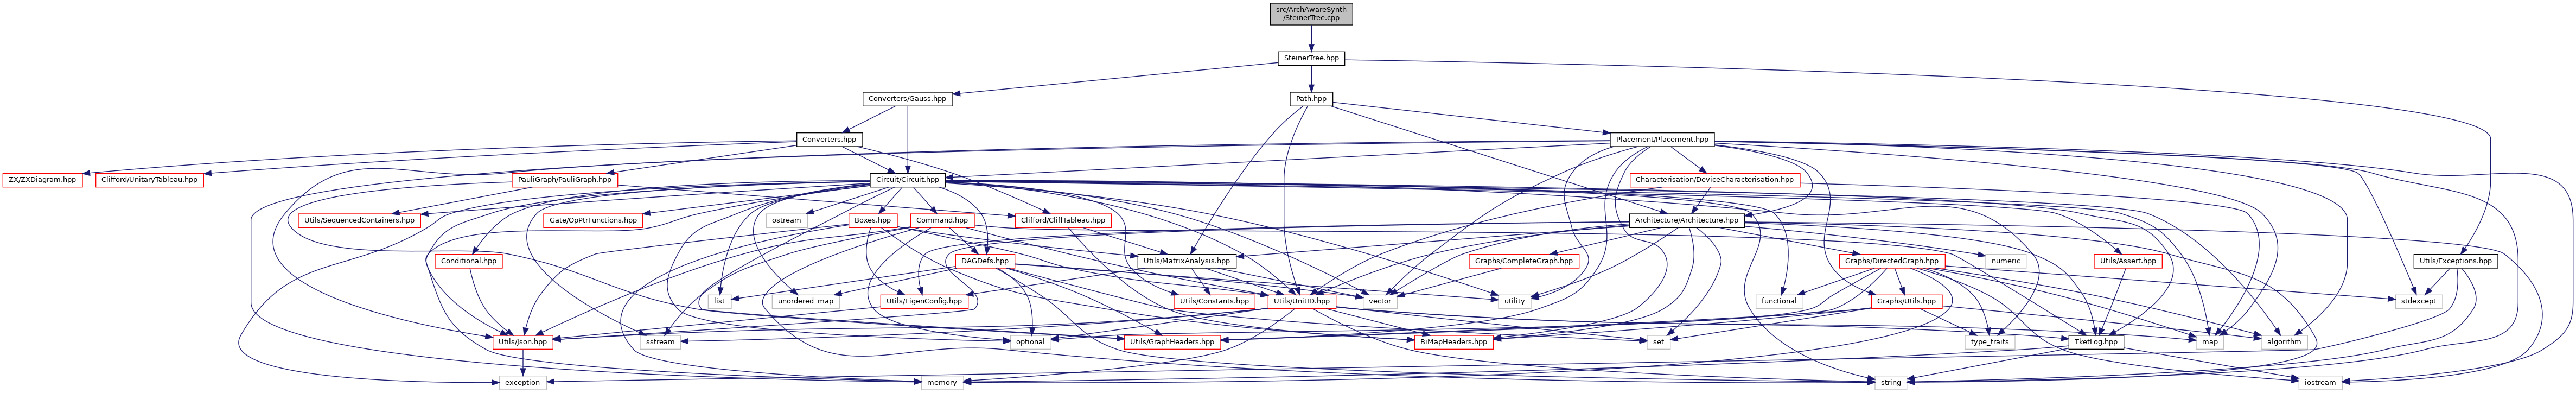 src/ArchAwareSynth
/SteinerTree.cpp
SteinerTree.hpp
Converters/Gauss.hpp
Path.hpp
Converters.hpp
Placement/Placement.hpp
ZX/ZXDiagram.hpp
Clifford/UnitaryTableau.hpp
PauliGraph/PauliGraph.hpp
Circuit/Circuit.hpp
Characterisation/DeviceCharacterisation.hpp
Utils/SequencedContainers.hpp
Gate/OpPtrFunctions.hpp
ostream
Boxes.hpp
Command.hpp
Clifford/CliffTableau.hpp
Architecture/Architecture.hpp
Conditional.hpp
DAGDefs.hpp
Utils/MatrixAnalysis.hpp
Graphs/CompleteGraph.hpp
Graphs/DirectedGraph.hpp
numeric
Utils/Assert.hpp
Utils/Exceptions.hpp
list
unordered_map
Utils/EigenConfig.hpp
Utils/Constants.hpp
Utils/UnitID.hpp
vector
utility
functional
Graphs/Utils.hpp
stdexcept
Utils/Json.hpp
sstream
optional
Utils/GraphHeaders.hpp
BiMapHeaders.hpp
set
type_traits
TketLog.hpp
map
algorithm
exception
memory
string
iostream